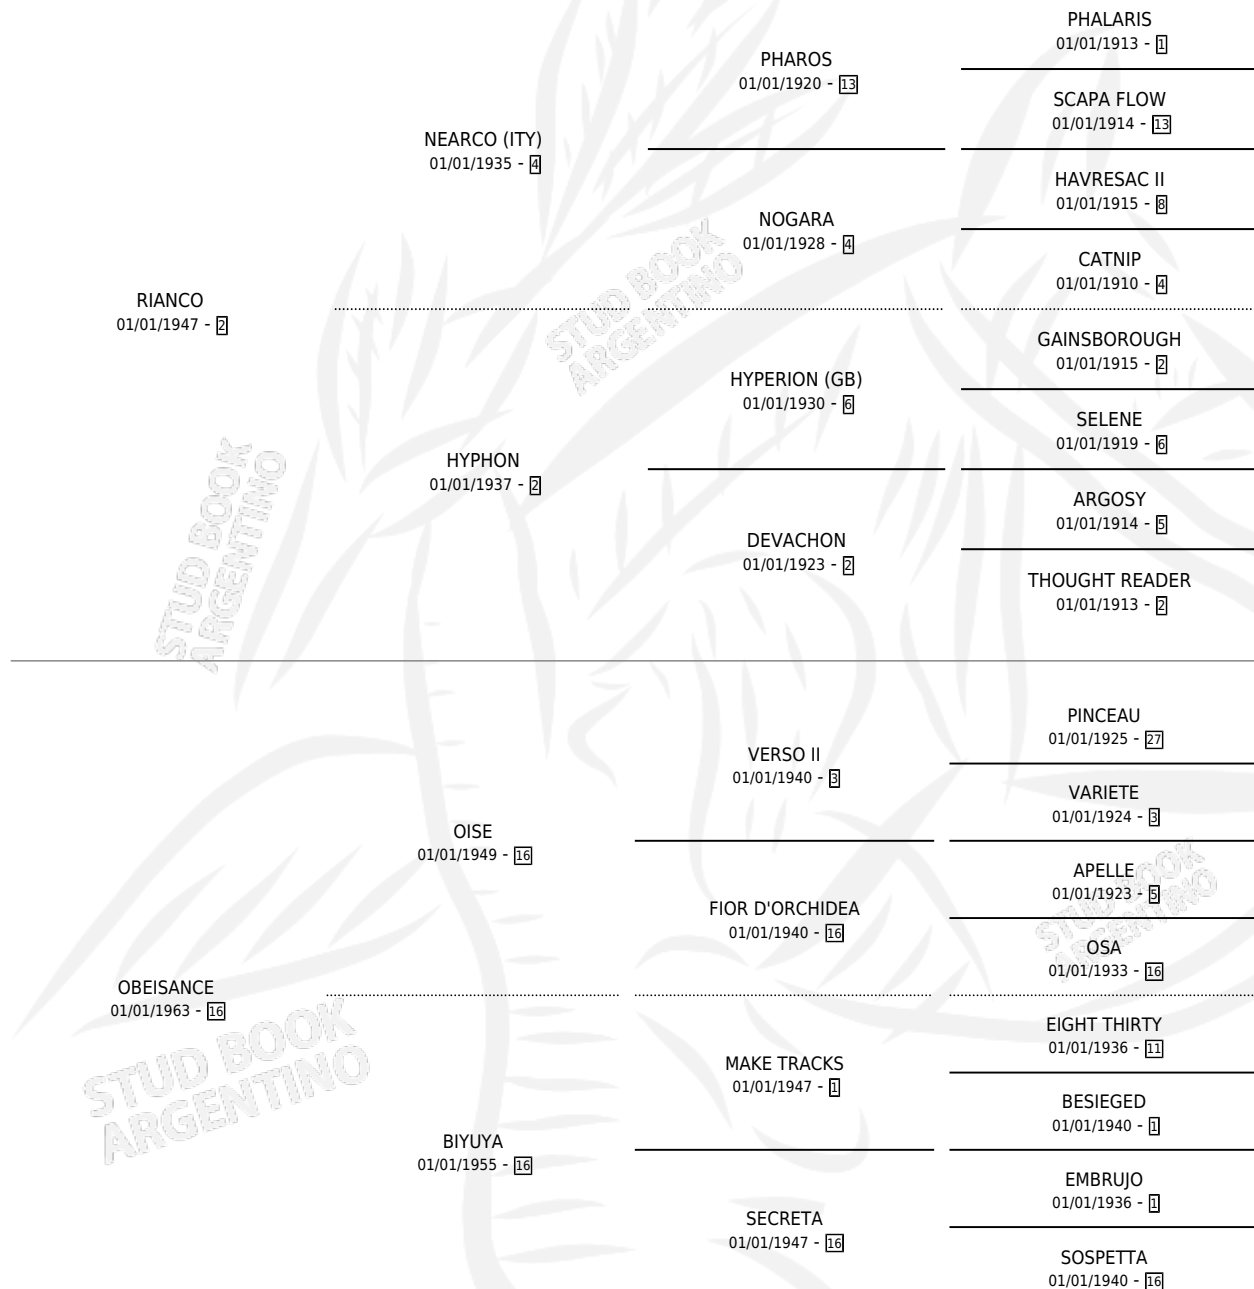 PHALARIS
01/01/1913 - 1
PHAROS
01/01/1920 - 13
SCAPA FLOW
01/01/1914 - 13
NEARCO (ITY)
01/01/1935 - 4
HAVRESAC II
01/01/1915 - 8
NOGARA
01/01/1928 - 4
CATNIP
01/01/1910 - 4
RIANCO
01/01/1947 - 2
GAINSBOROUGH
01/01/1915 - 2
HYPERION (GB)
01/01/1930 - 6
SELENE
01/01/1919 - 6
HYPHON
01/01/1937 - 2
ARGOSY
01/01/1914 - 5
DEVACHON
01/01/1923 - 2
THOUGHT READER
01/01/1913 - 2
PINCEAU
01/01/1925 - 27
VERSO II
01/01/1940 - 3
VARIETE
01/01/1924 - 3
OISE
01/01/1949 - 16
APELLE
01/01/1923 - 5
FIOR D'ORCHIDEA
01/01/1940 - 16
OSA
01/01/1933 - 16
OBEISANCE
01/01/1963 - 16
EIGHT THIRTY
01/01/1936 - 11
MAKE TRACKS
01/01/1947 - 1
BESIEGED
01/01/1940 - 1
BIYUYA
01/01/1955 - 16
EMBRUJO
01/01/1936 - 1
SECRETA
01/01/1947 - 16
SOSPETTA
01/01/1940 - 16
STUD BOOK
ARGENTINO
STUD BOOK
ARGENTINO
STUD BOOK
ARGENTINO
STUD BOOK
ARGENTINO